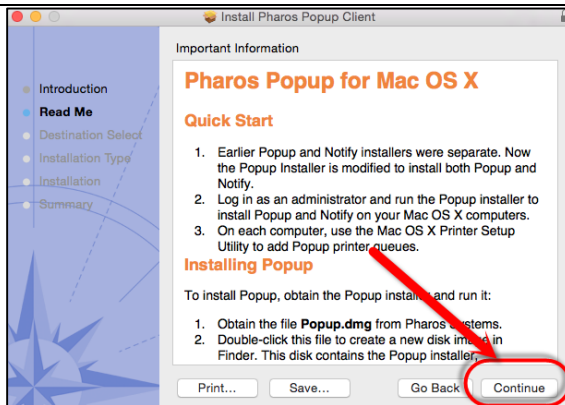 Install Pharos Popup Client
Important Information
Introduction
Read Me
Destination Select
Installation Type
Installation
Summary
Pharos Popup for Mac OS X
Quick Start
1. Earlier Popup and Notify installers were separate. Now
the Popup Installer is modified to install both Popup and
Notify.
2. Log in as an administrator and run the Popup installer to
install Popup and Notify on your Mac OS X computers.
3. On each computer, use the Mac OS X Printer Setup
Utility to add Popup printer queues.
Installing Popup
To install Popup, obtain the Popup installer and run it:
1. Obtain the file Popup.dmg from Pharos Systems.
2. Double-click this file to create a new disk image in
Finder. This disk contains the Popup installer,
Print... Save... Go Back Continue